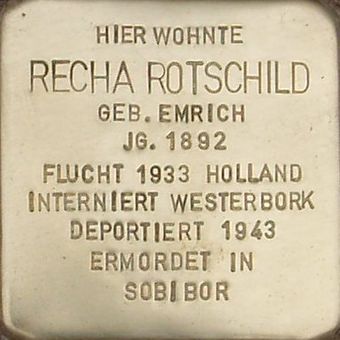 HIER WOHNTE
RECHA ROTSCHILD
GEB. EMRICH
JG. 1892
FLUCHT 1933 HOLLAND
INTERNIERT WESTERBORK
DEPORTIERT 1943
ERMORDET IN
SOBIBOR